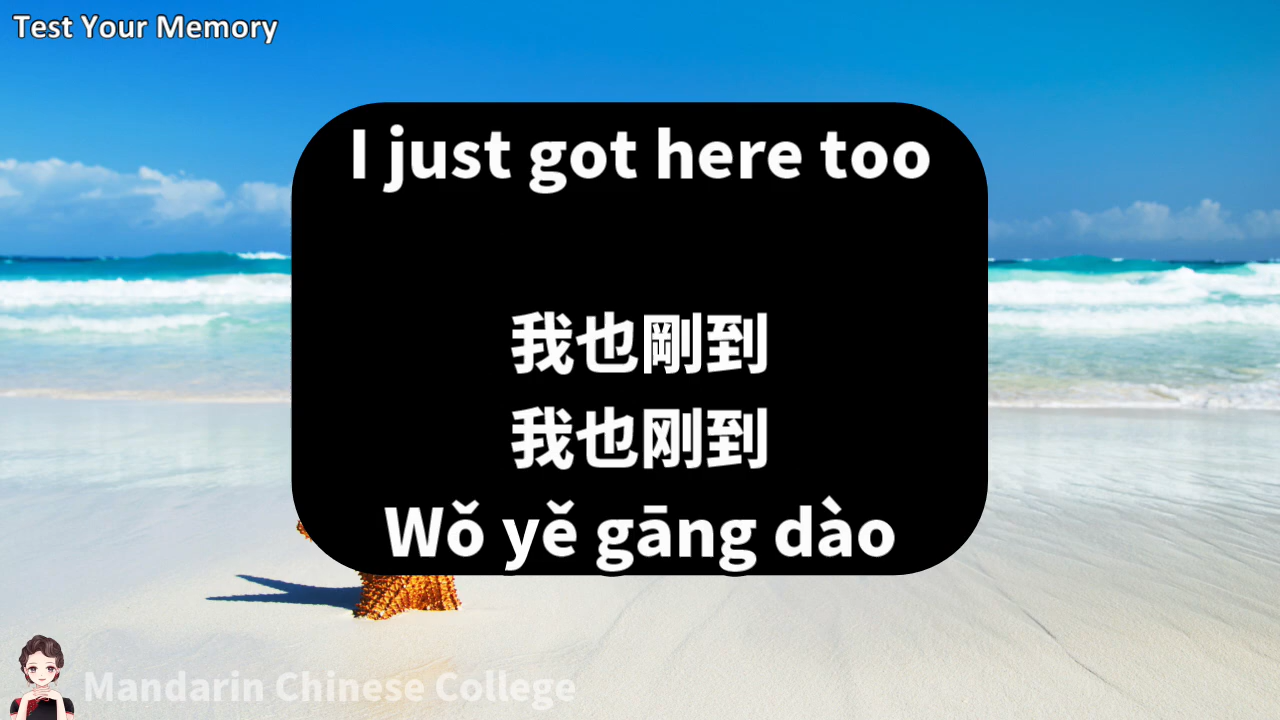 Test Your Memory
I just got here too
我也剛到
我也刚到
Wǒ yě gāng dào
Mandarin Chinese College